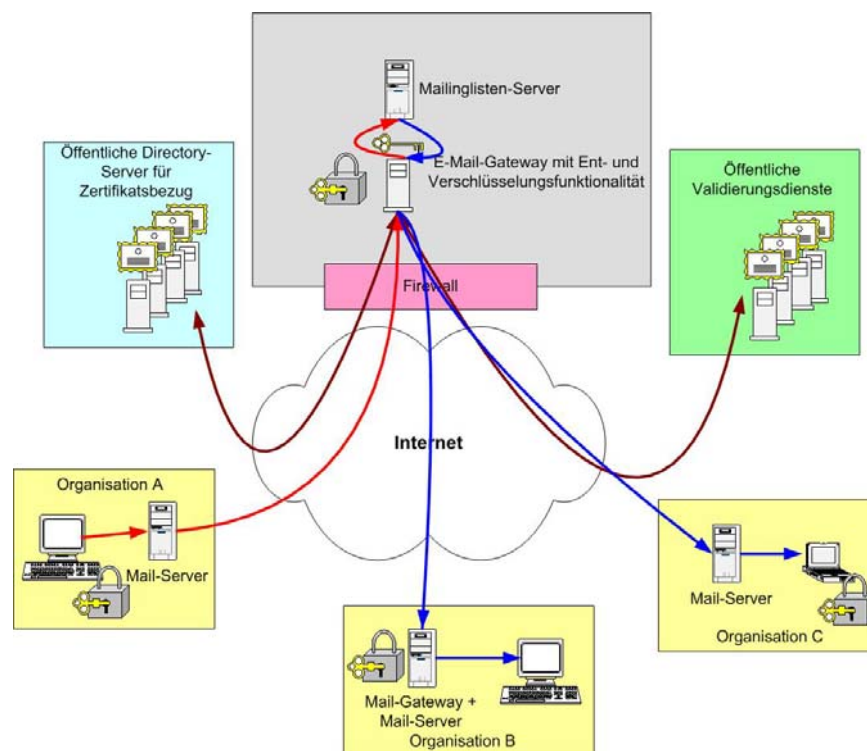 Mailinglisten-Server
E-Mail-Gateway mit Ent- und
Verschlüsselungsfunktionalität
Öffentliche Directory-
Server für
Zertifikatsbezug
Öffentliche
Validierungsdienste
Firewall
Internet
Organisation A
Mail-Server
Mail-Server
Organisation C
Mail-Gateway +
Mail-Server
Organisation B